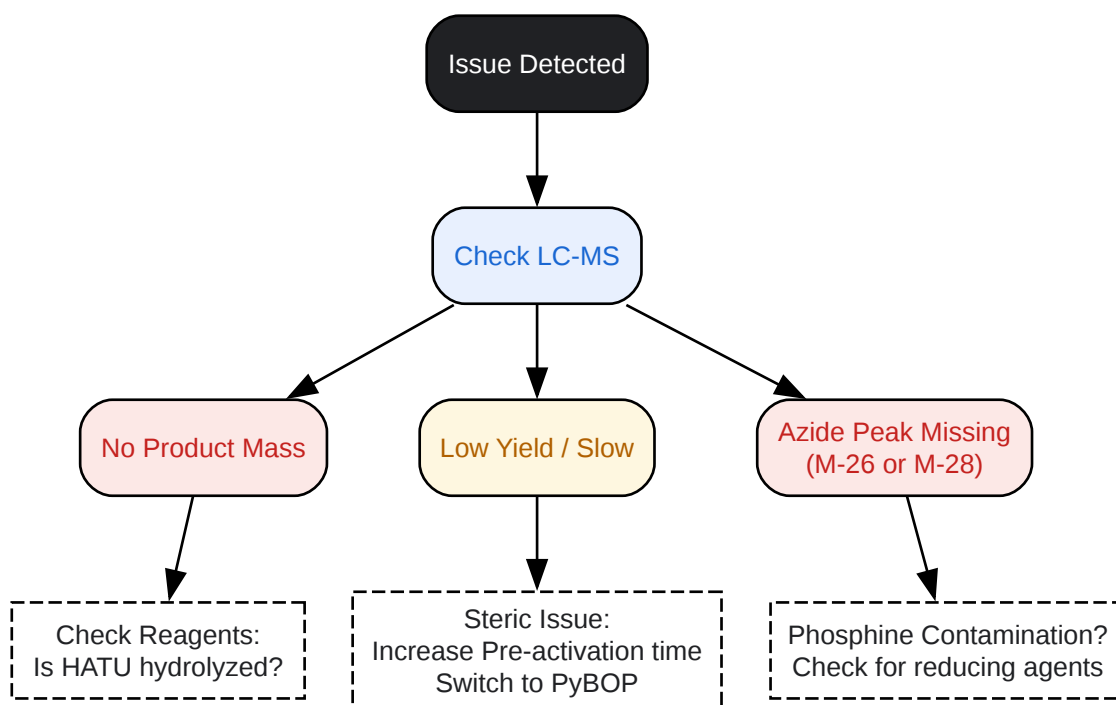 Issue Detected
Check LC-MS
No Product Mass
Low Yield / Slow
Azide Peak Missing
(M-26 or M-28)
Check Reagents:
Is HATU hydrolyzed?
Steric Issue:
Increase Pre-activation time
Switch to PyBOP
Phosphine Contamination?
Check for reducing agents